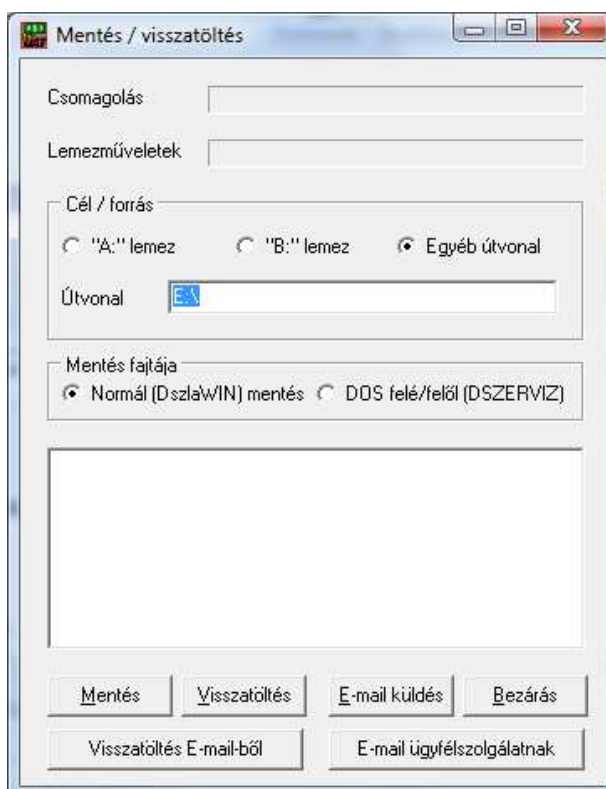 Mentés / visszatöltés
Csomagolás
Lemezműveletek
Cél / forrás
"A:" lemez "B:" lemez Egyéb útvonal
Útvonal E:\
Mentés fajtája
Normál (DszlaWIN) mentés DOS felé/felől (DSZERVIZ)
Mentés Visszatöltés E-mail küldés Bezárás
Visszatöltés E-mail-ből E-mail ügyfélszolgálatnak